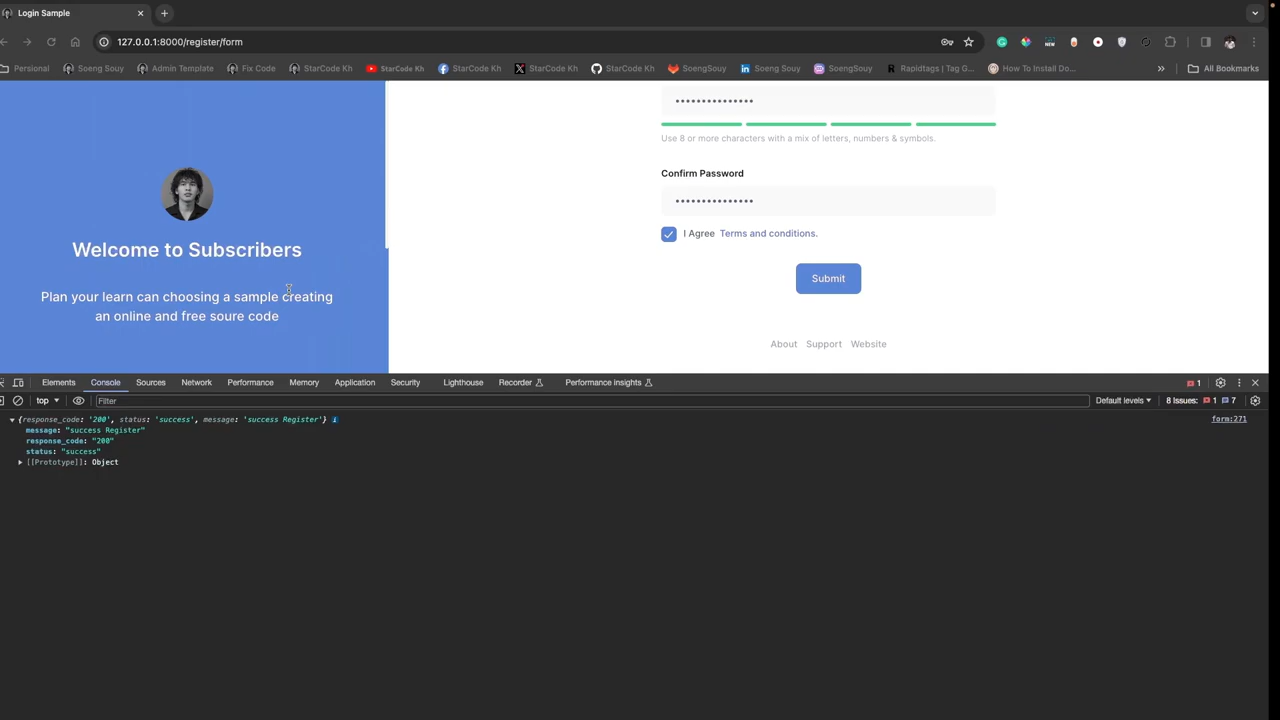 Login Sample
127.0.0.1:8000/register/form
Personal
Soeng Souy
Admin Template
Fix Code
StarCode Kh
StarCode Kh
StarCode Kh
StarCode Kh
StarCode Kh
SoengSouy
Soeng Souy
SoengSouy
Rapidtags | Tag G...
How To Install Do...
»
All Bookmarks
•••••••••••••••
Use 8 or more characters with a mix of letters, numbers & symbols.
Confirm Password
•••••••••••••••
I Agree Terms and conditions.
Submit
About Support Website
Welcome to Subscribers
Plan your learn can choosing a sample creating
an online and free soure code
Elements Console Sources Network Performance Memory Application Security Lighthouse Recorder Performance insights 1
top Filter Default levels 8 Issues: 1 7
{response_code: '200', status: 'success', message: 'success Register'} form:271
message: "success Register"
response_code: "200"
status: "success"
[[Prototype]]: Object